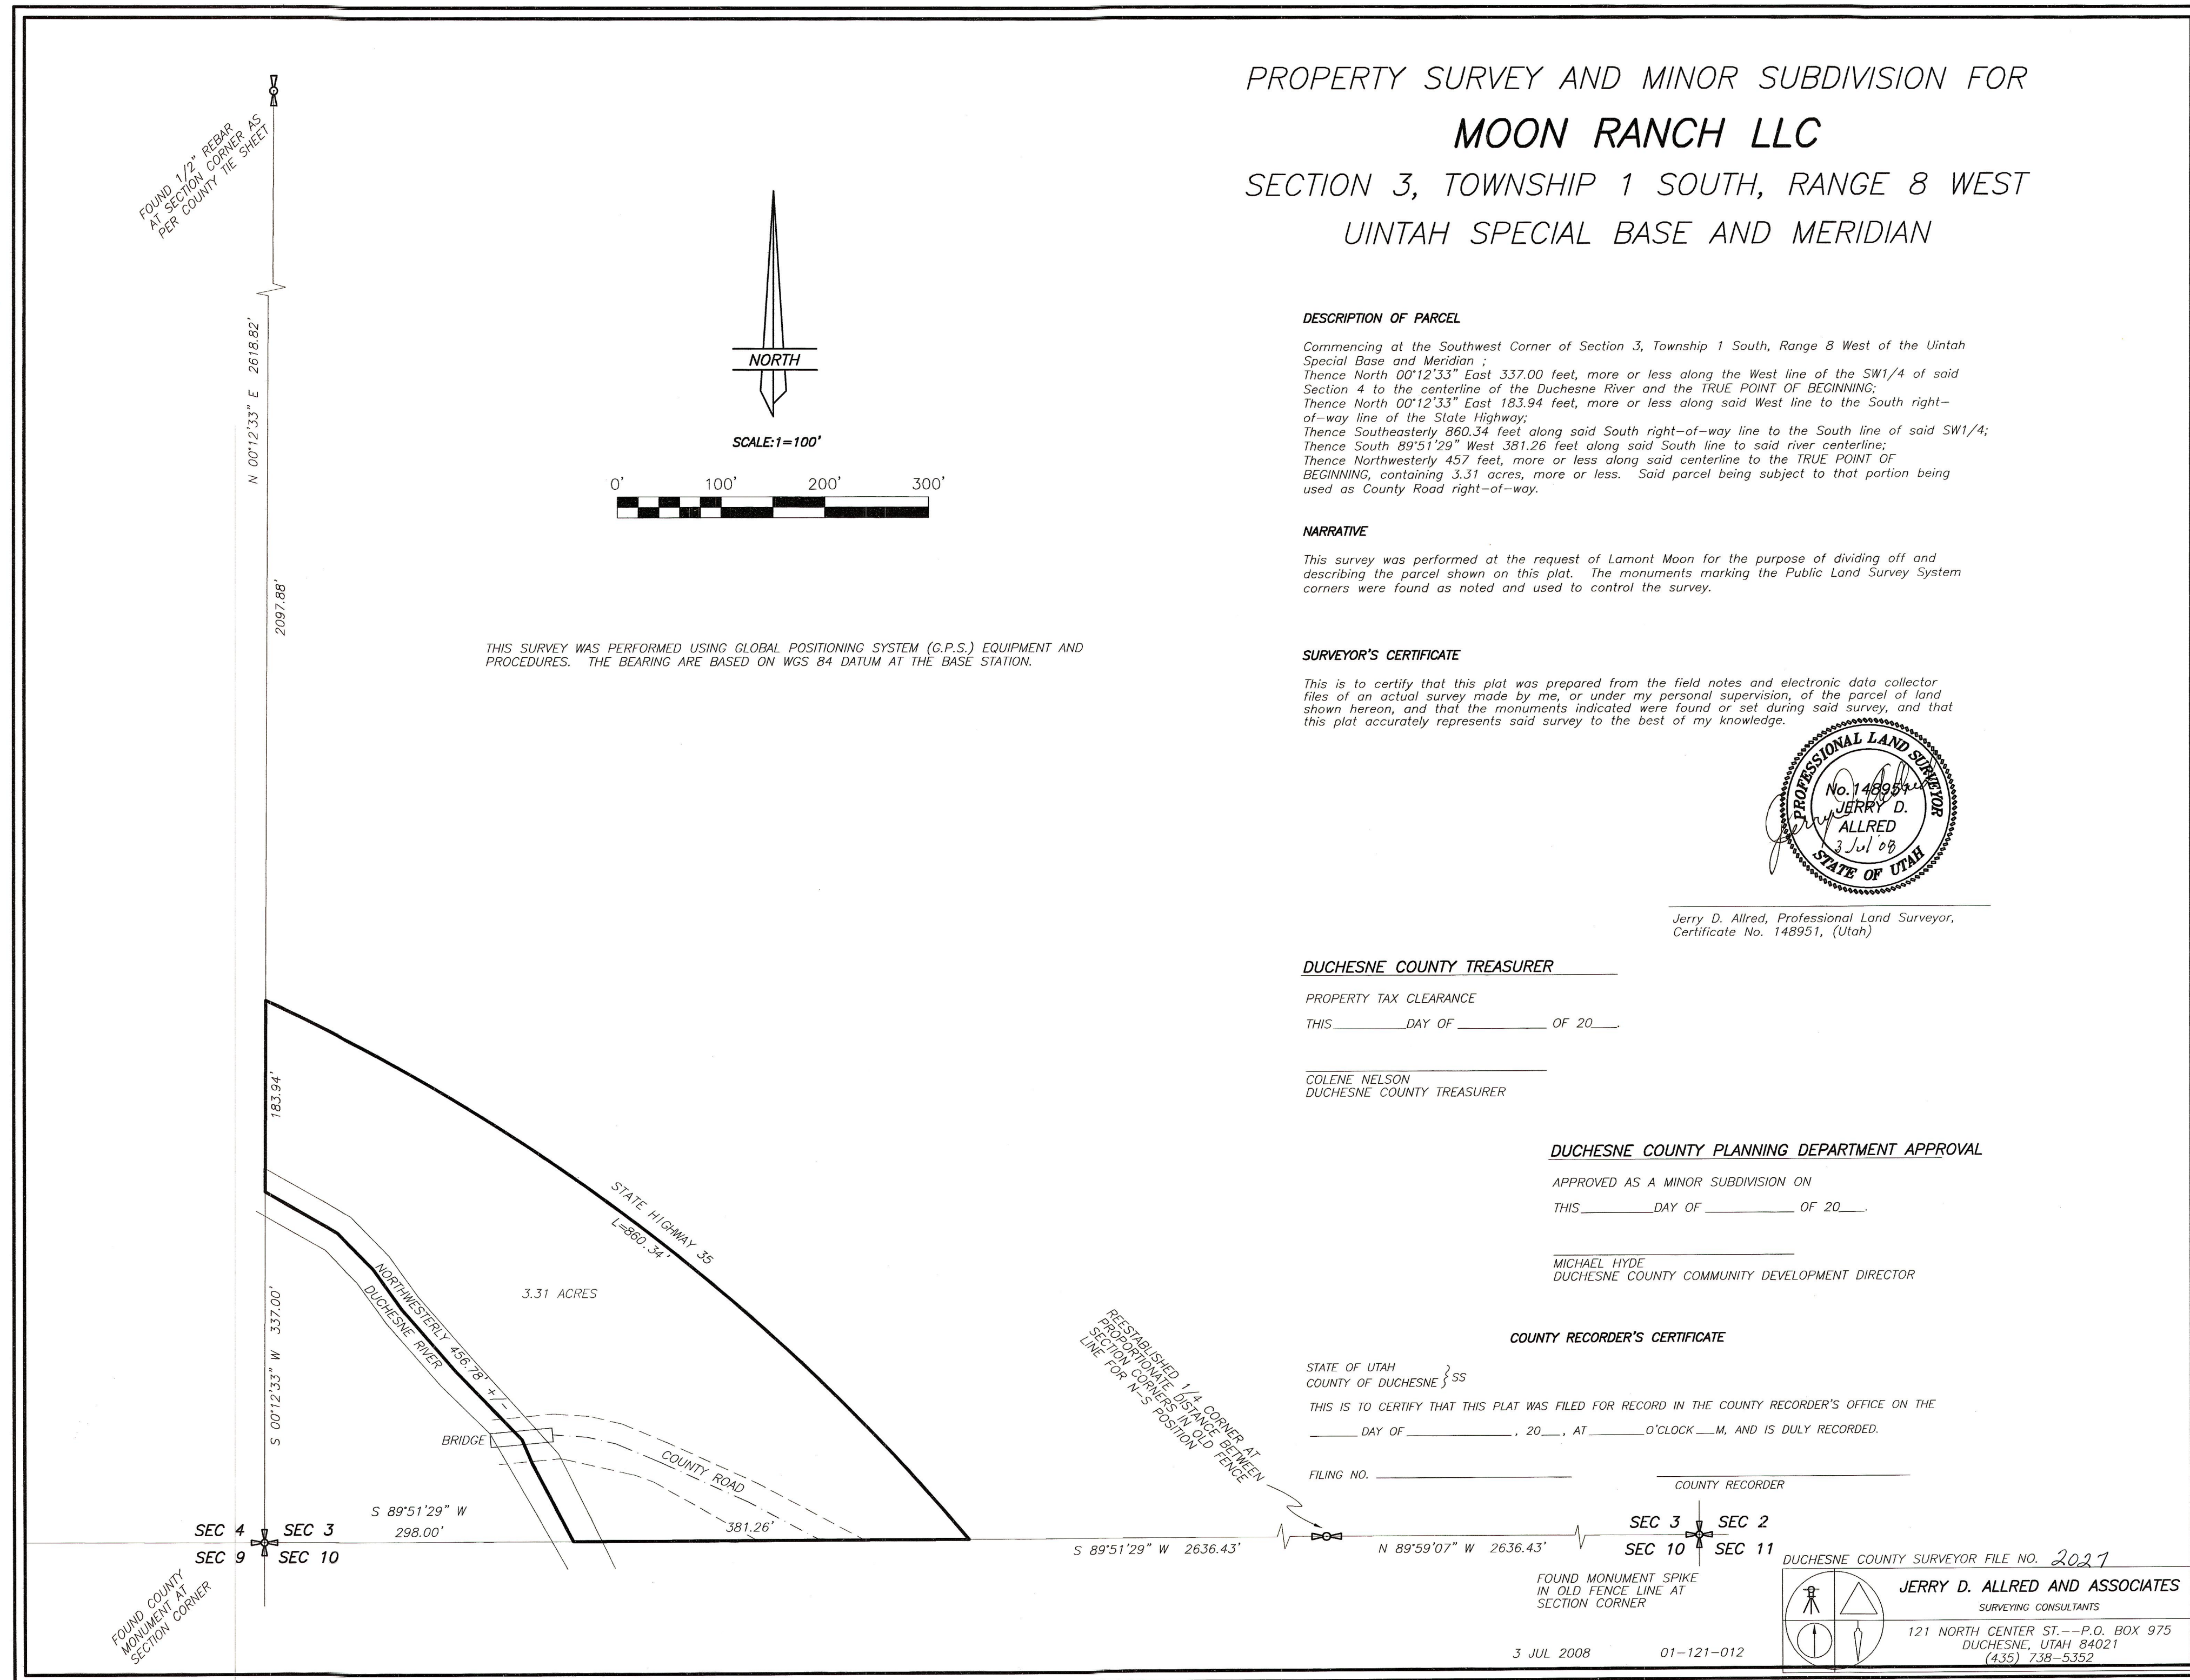 PROPERTY SURVEY AND MINOR SUBDIVISION FOR
MOON RANCH LLC
SECTION 3, TOWNSHIP 1 SOUTH, RANGE 8 WEST
UINTAH SPECIAL BASE AND MERIDIAN
FOUND 1/2" REBAR
AT SECTION CORNER AS
PER COUNTY TIE SHEET
N 00°12'33" E 2618.82'
2097.88'
NORTH
SCALE:1=100'
0' 100' 200' 300'
THIS SURVEY WAS PERFORMED USING GLOBAL POSITIONING SYSTEM (G.P.S.) EQUIPMENT AND
PROCEDURES. THE BEARING ARE BASED ON WGS 84 DATUM AT THE BASE STATION.
DESCRIPTION OF PARCEL
Commencing at the Southwest Corner of Section 3, Township 1 South, Range 8 West of the Uintah
Special Base and Meridian ;
Thence North 00°12'33" East 337.00 feet, more or less along the West line of the SW1/4 of said
Section 4 to the centerline of the Duchesne River and the TRUE POINT OF BEGINNING;
Thence North 00°12'33" East 183.94 feet, more or less along said West line to the South right-
of-way line of the State Highway;
Thence Southeasterly 860.34 feet along said South right-of-way line to the South line of said SW1/4;
Thence South 89°51'29" West 381.26 feet along said South line to said river centerline;
Thence Northwesterly 457 feet, more or less along said centerline to the TRUE POINT OF
BEGINNING, containing 3.31 acres, more or less. Said parcel being subject to that portion being
used as County Road right-of-way.
NARRATIVE
This survey was performed at the request of Lamont Moon for the purpose of dividing off and
describing the parcel shown on this plat. The monuments marking the Public Land Survey System
corners were found as noted and used to control the survey.
SURVEYOR'S CERTIFICATE
This is to certify that this plat was prepared from the field notes and electronic data collector
files of an actual survey made by me, or under my personal supervision, of the parcel of land
shown hereon, and that the monuments indicated were found or set during said survey, and that
this plat accurately represents said survey to the best of my knowledge.
PROFESSIONAL LAND SURVEYOR
No. 148951
JERRY D.
ALLRED
3 Jul '08
STATE OF UTAH
Jerry D. Allred
Jerry D. Allred, Professional Land Surveyor,
Certificate No. 148951, (Utah)
DUCHESNE COUNTY TREASURER
PROPERTY TAX CLEARANCE
THIS DAY OF OF 20 .
COLENE NELSON
DUCHESNE COUNTY TREASURER
DUCHESNE COUNTY PLANNING DEPARTMENT APPROVAL
APPROVED AS A MINOR SUBDIVISION ON
THIS DAY OF OF 20 .
MICHAEL HYDE
DUCHESNE COUNTY COMMUNITY DEVELOPMENT DIRECTOR
COUNTY RECORDER'S CERTIFICATE
STATE OF UTAH
COUNTY OF DUCHESNE } SS
THIS IS TO CERTIFY THAT THIS PLAT WAS FILED FOR RECORD IN THE COUNTY RECORDER'S OFFICE ON THE
DAY OF , 20 , AT O'CLOCK M, AND IS DULY RECORDED.
FILING NO.
COUNTY RECORDER
183.94'
S 00°12'33" W 337.00'
STATE HIGHWAY 35
L=860.34'
3.31 ACRES
NORTHWESTERLY 456.78' +/-
DUCHESNE RIVER
BRIDGE
COUNTY ROAD
S 89°51'29" W
298.00'
381.26'
SEC 4 SEC 3
SEC 9 SEC 10
FOUND COUNTY
MONUMENT AT
SECTION CORNER
REESTABLISHED 1/4 CORNER AT
PROPORTIONATE DISTANCE BETWEEN
SECTION CORNERS IN OLD FENCE
LINE FOR N-S POSITION
S 89°51'29" W 2636.43'
N 89°59'07" W 2636.43'
SEC 3 SEC 2
SEC 10 SEC 11
FOUND MONUMENT SPIKE
IN OLD FENCE LINE AT
SECTION CORNER
3 JUL 2008 01-121-012
DUCHESNE COUNTY SURVEYOR FILE NO. 2027
JERRY D. ALLRED AND ASSOCIATES
SURVEYING CONSULTANTS
121 NORTH CENTER ST.--P.O. BOX 975
DUCHESNE, UTAH 84021
(435) 738-5352